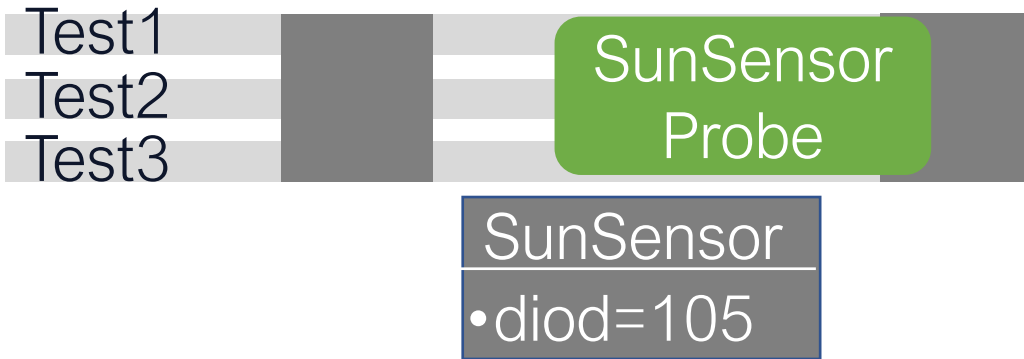 Test1
Test2
Test3
SunSensor
Probe
SunSensor
•diod=105